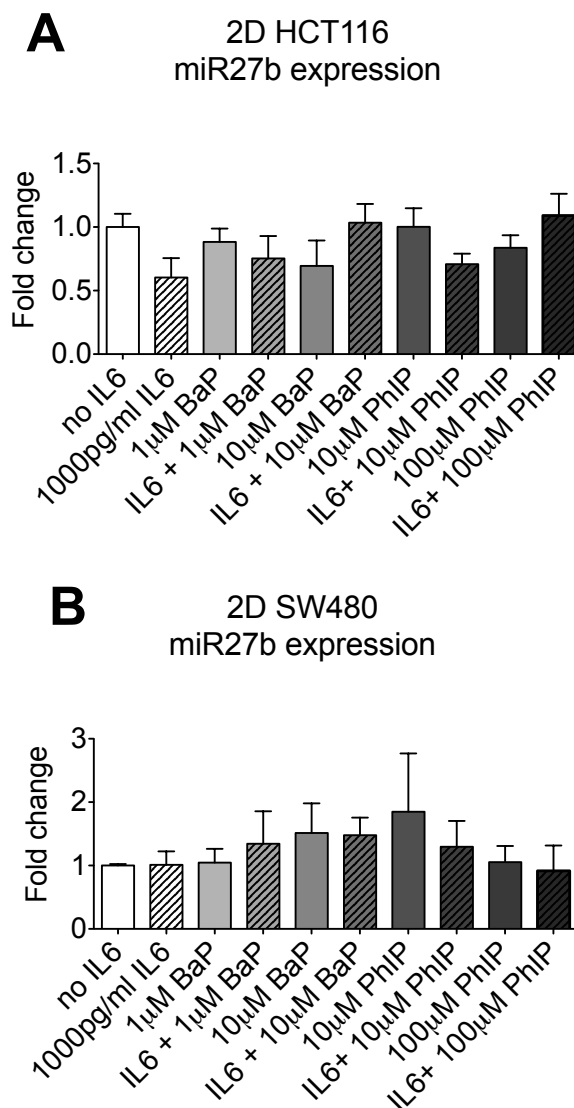 A
2D HCT116
miR27b expression
Fold change
1.5
1.0
0.5
0.0
no IL6
1000pg/ml IL6
1μM BaP
IL6 + 1μM BaP
10μM BaP
IL6 + 10μM BaP
10μM PhIP
IL6+ 10μM PhIP
100μM PhIP
IL6+ 100μM PhIP
B
2D SW480
miR27b expression
Fold change
3
2
1
0
no IL6
1000pg/ml IL6
1μM BaP
IL6 + 1μM BaP
10μM BaP
IL6 + 10μM BaP
10μM PhIP
IL6+ 10μM PhIP
100μM PhIP
IL6+ 100μM PhIP